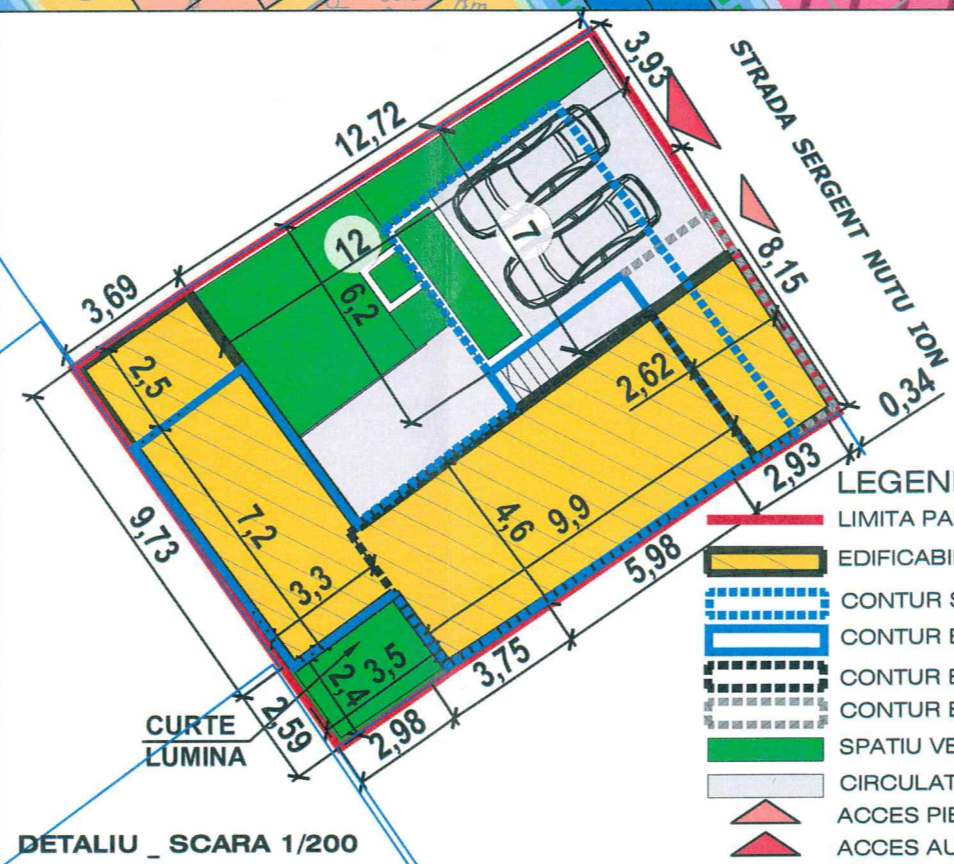 3,93
STRADA SERGENT NUTU ION
12,72
12
7
3,69
6,2
8,15
2,5
2,62
0,34
9,73
7,2
4,6
9,9
2,93
3,3
5,98
3,5
2,4
3,75
2,59
2,98
CURTE
LUMINA
DETALIU _ SCARA 1/200
LEGEN
LIMITA PA
EDIFICABI
CONTUR S
CONTUR E
CONTUR E
CONTUR E
SPATIU VE
CIRCULAT
ACCES PIE
ACCES AU